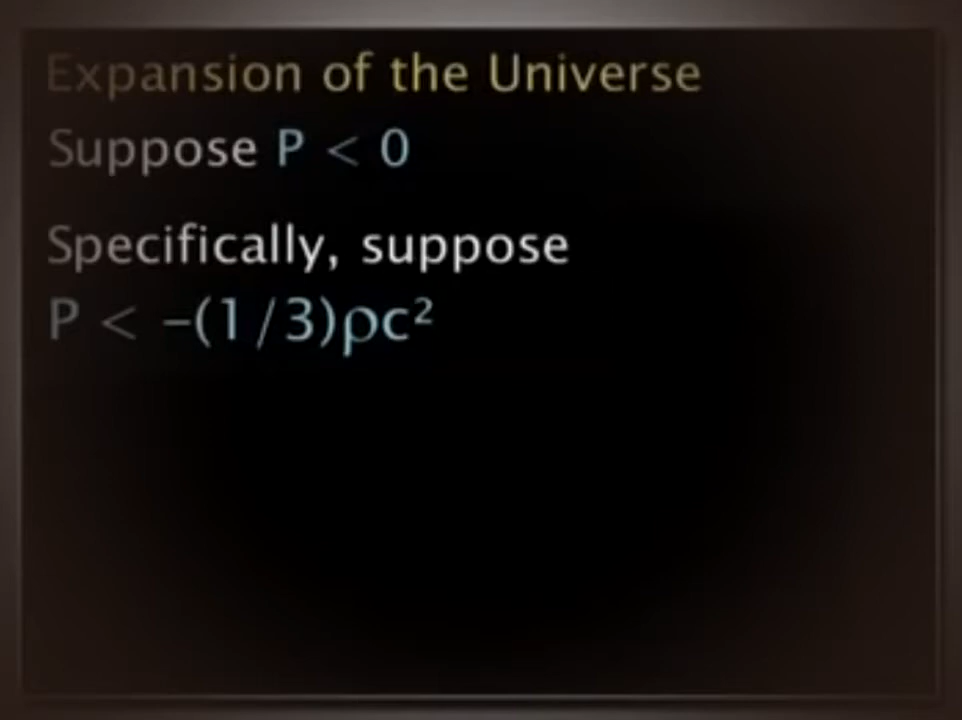 Expansion of the Universe
Suppose P < 0
Specifically, suppose
P < –(1/3)ρc²